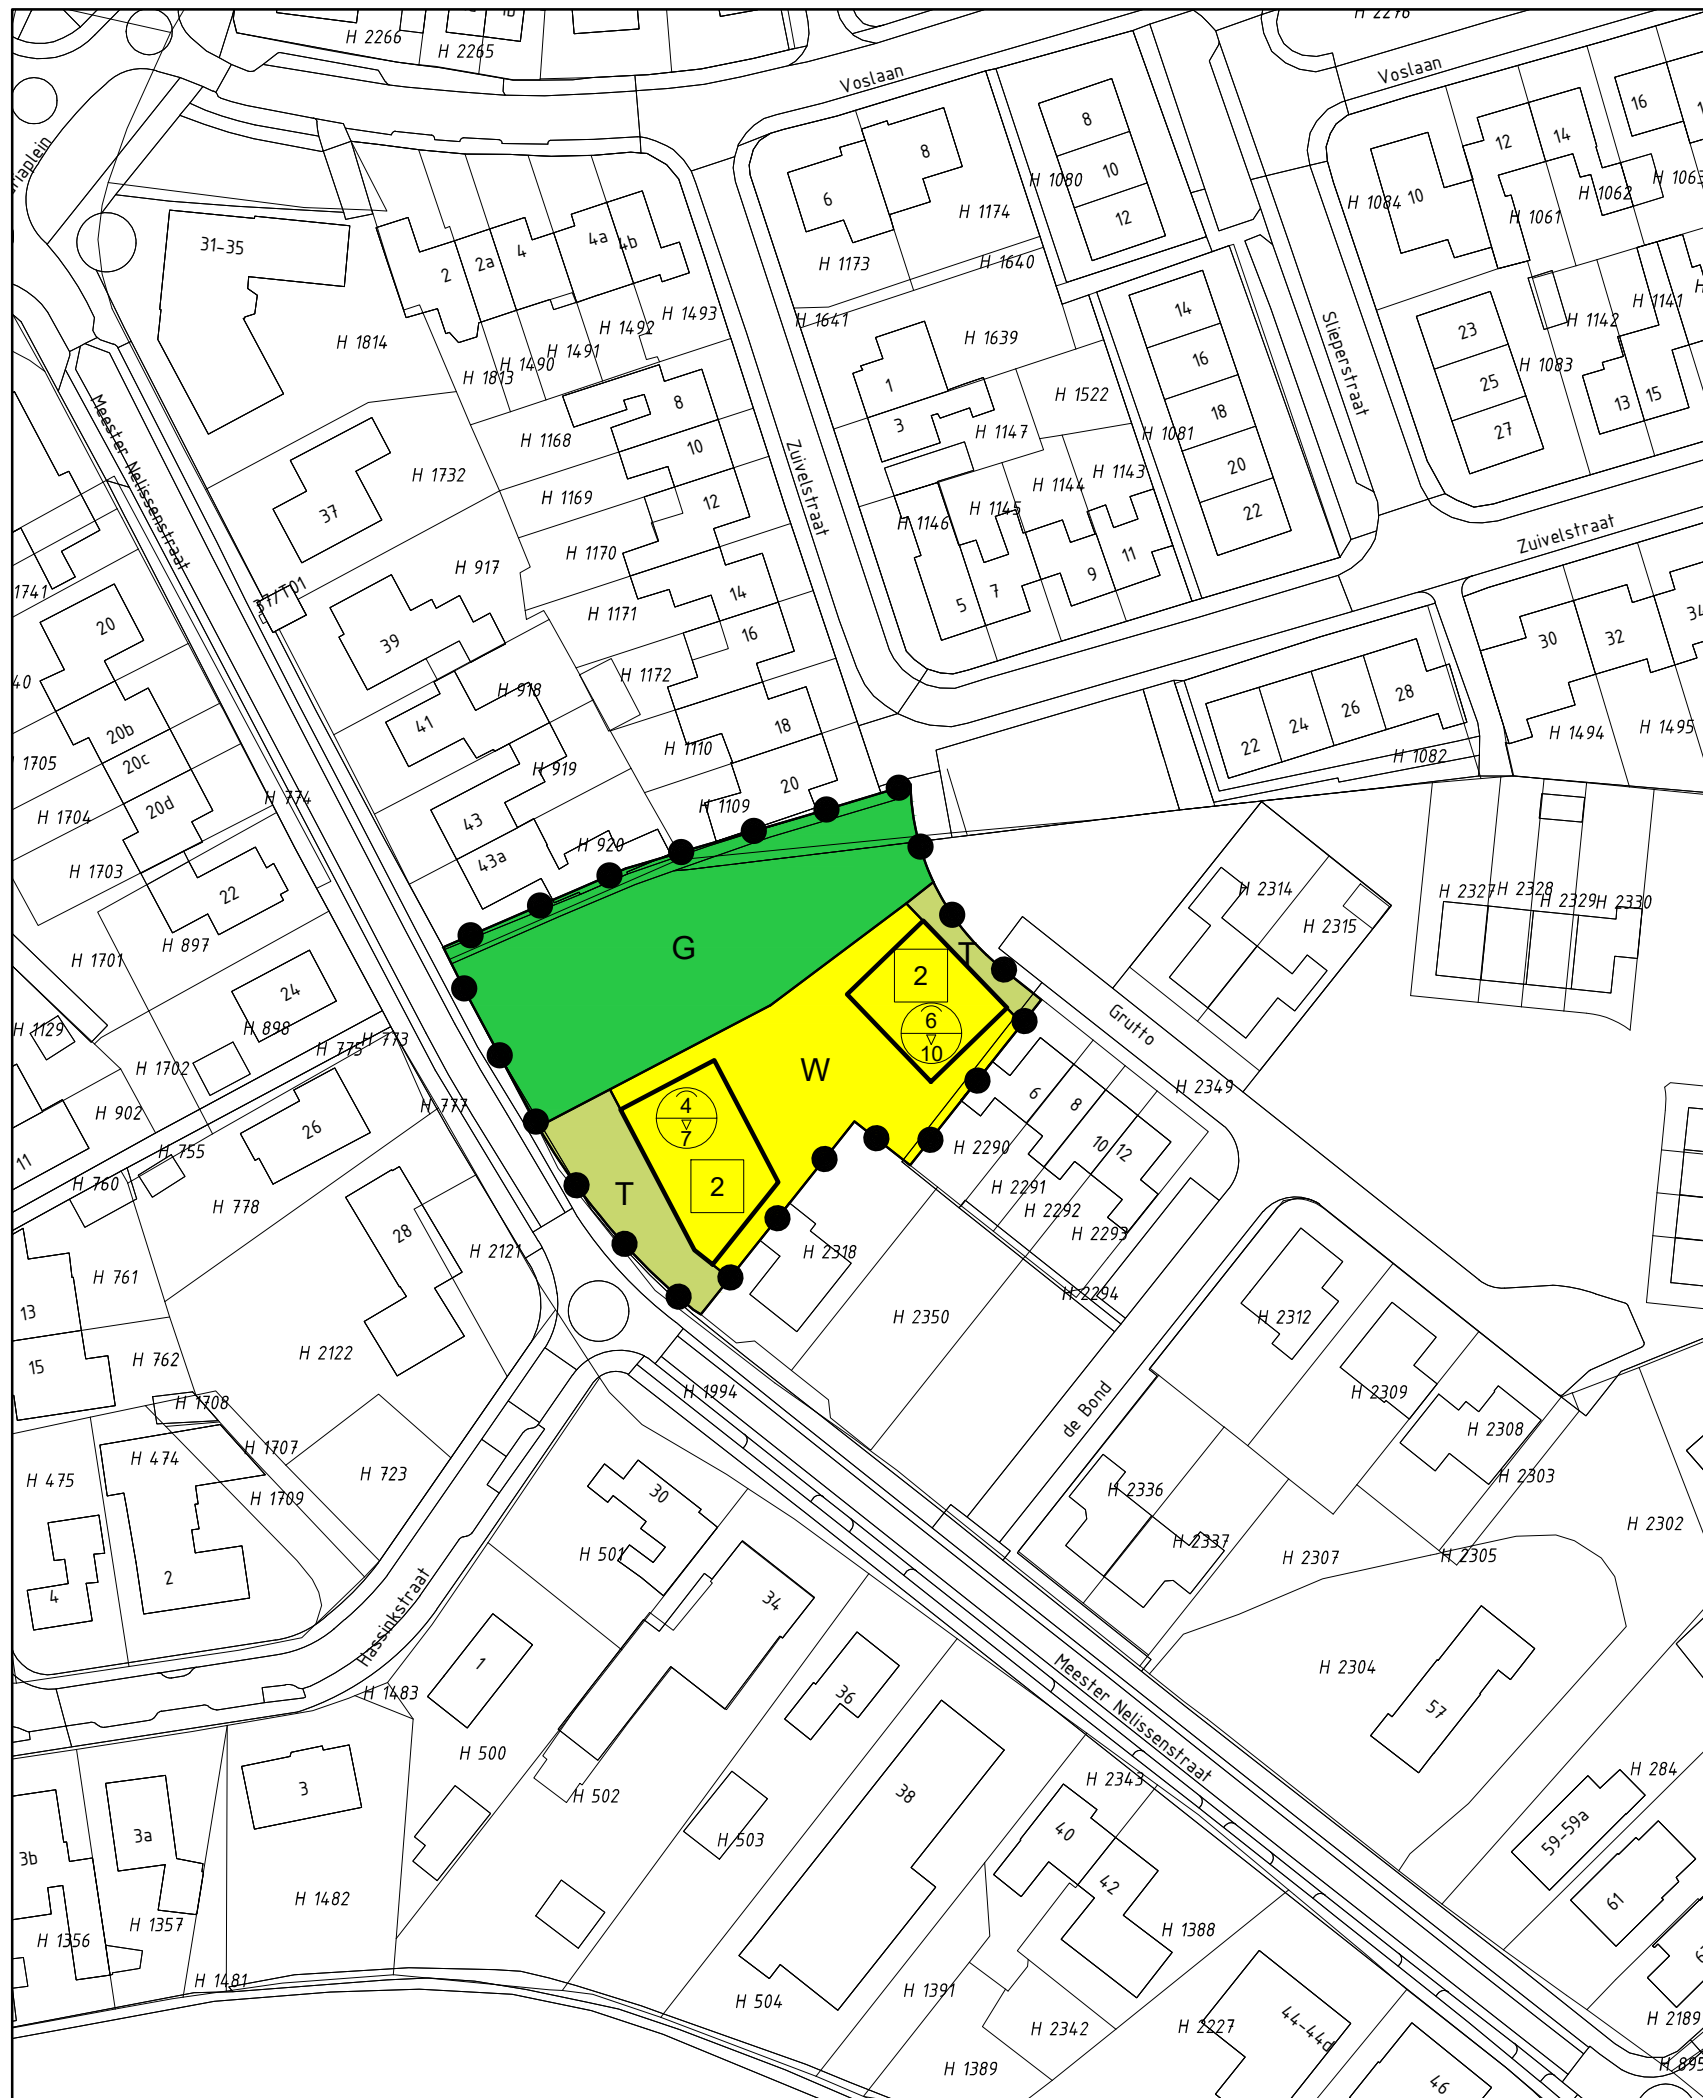 H 2266
H 2265
1b
H 2276
Voslaan
Voslaan
8
6
8
10
12
H 1080
H 1174
H 1173
H 1640
H 1641
H 1639
16
12
14
10
H 1084
H 1061
H 1062
H 1063
31-35
2
2a
4
4a
4b
H 1493
H 1492
H 1491
H 1490
H 1813
H 1814
14
16
18
20
22
Slieperstraat
23
25
27
H 1083
H 1142
H 1141
13
15
Meester Nelissenstraat
H 1168
8
10
12
H 1169
H 1170
14
H 1171
16
H 1172
18
H 1110
20
H 1109
Zuivelstraat
1
3
H 1147
H 1522
H 1081
H 1143
H 1144
H 1145
H 1146
5
7
9
11
Zuivelstraat
37
H 1732
H 917
37/T01
39
H 918
41
H 919
43
43a
H 920
1741
20
40
20b
20c
20d
1705
H 1704
H 1703
H 774
22
H 897
H 1701
24
H 898
H 1129
H 775
H 773
H 1702
H 902
H 777
11
H 755
H 760
26
H 778
28
H 2121
H 761
13
15
H 762
H 2122
H 1708
H 1707
H 474
H 475
H 1709
H 723
2
4
Hassinkstraat
22
24
26
28
H 1082
30
32
34
H 1494
H 1495
G
T
2
6
10
W
4
7
2
T
H 2314
H 2315
H 2327
H 2328
H 2329
H 2330
Grutto
H 2349
6
8
10
12
H 2290
H 2291
H 2292
H 2293
H 2294
H 2318
H 2350
de Bond
H 2312
H 2309
H 2308
H 2303
H 2302
H 2305
H 2307
H 2336
H 2337
H 1994
30
H 501
34
1
36
H 1483
H 500
H 502
3
38
H 503
3a
3b
H 1482
H 1357
H 1356
H 1481
H 504
Meester Nelissenstraat
H 2304
57
H 284
59-59a
61
H 2343
40
42
H 1388
H 1391
H 2342
H 1389
H 2227
44-44d
46
H 2189
H 895